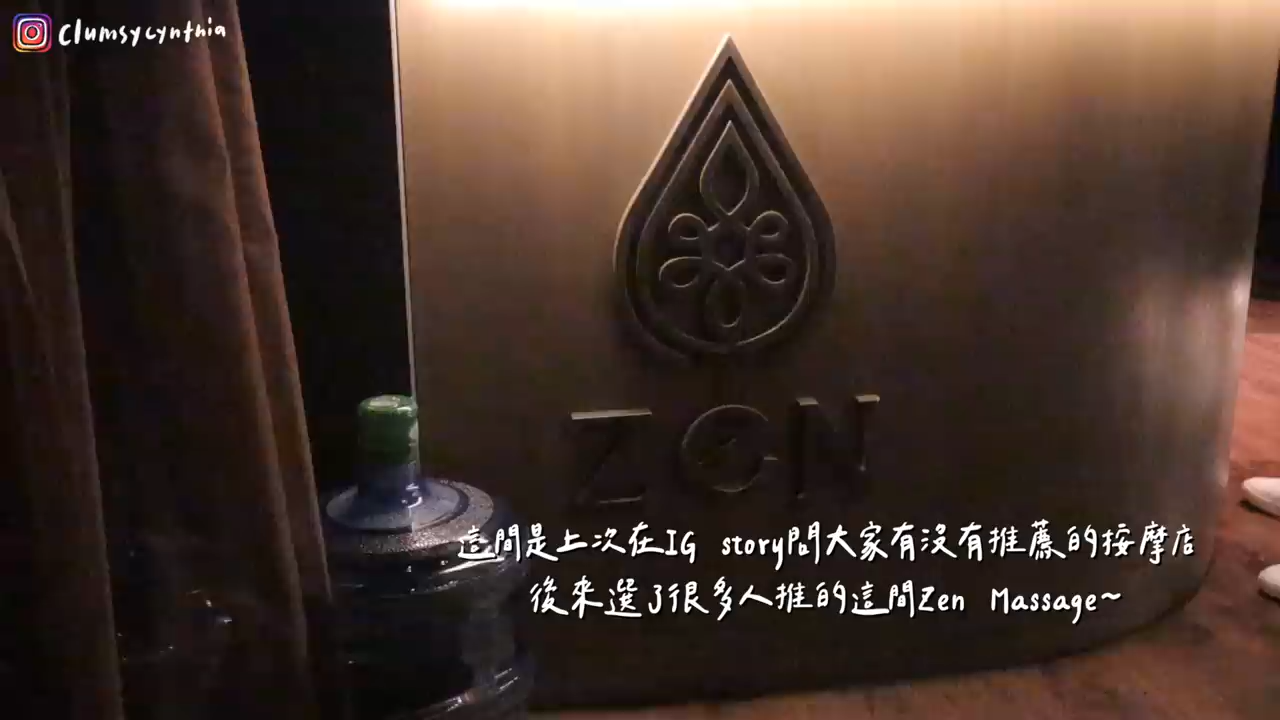 clumsycynthia
ZEN
這間是上次在IG story問大家有沒有推薦的按摩店
後來選了很多人推的這間Zen Massage~